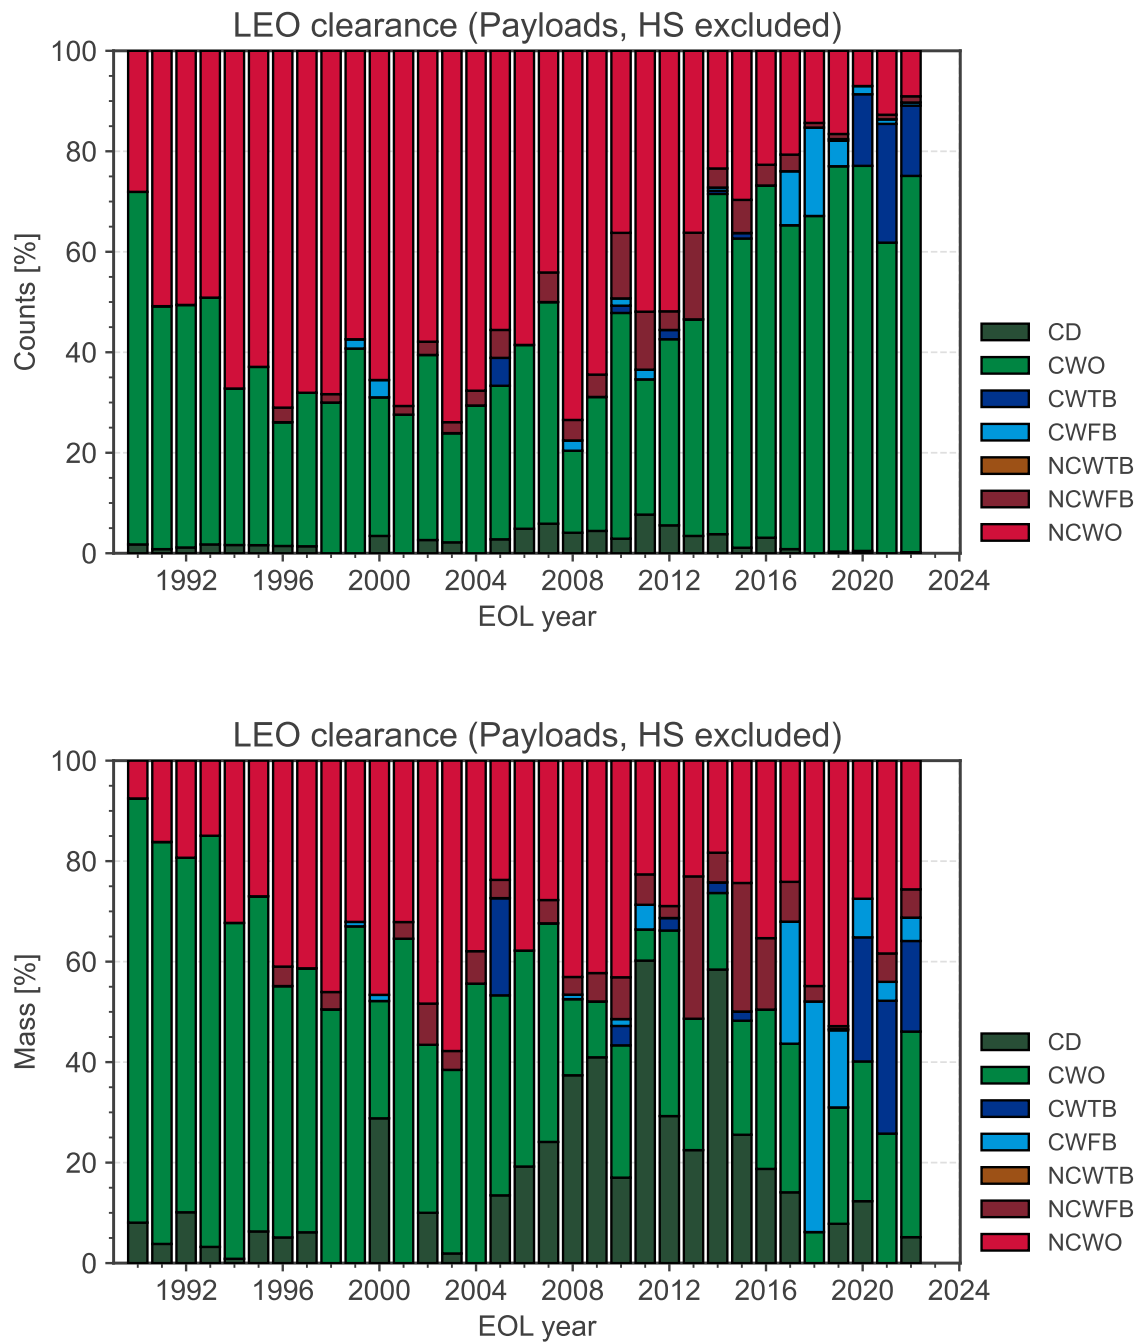 LEO clearance (Payloads, HS excluded)
100
80
60
40
20
0
Counts [%]
1992 1996 2000 2004 2008 2012 2016 2020 2024
EOL year
CD
CWO
CWTB
CWFB
NCWTB
NCWFB
NCWO
LEO clearance (Payloads, HS excluded)
100
80
60
40
20
0
Mass [%]
1992 1996 2000 2004 2008 2012 2016 2020 2024
EOL year
CD
CWO
CWTB
CWFB
NCWTB
NCWFB
NCWO